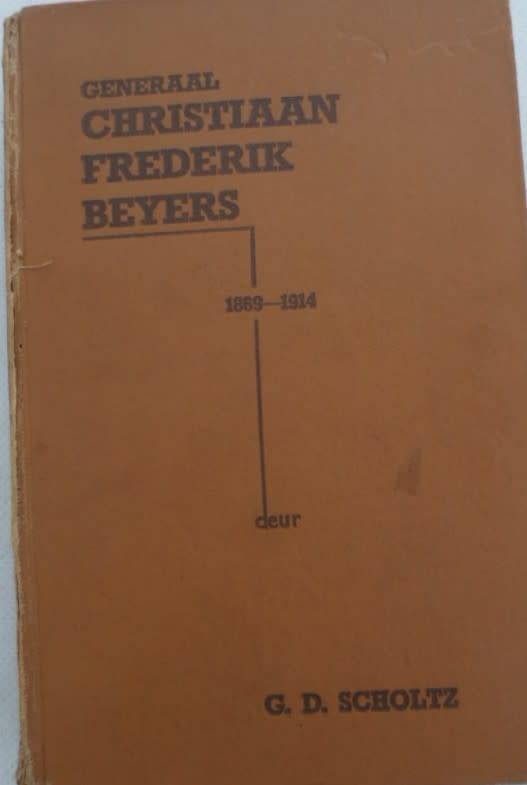 GENERAAL
CHRISTIAAN
FREDERIK
BEYERS
1869—1914
deur
G. D. SCHOLTZ